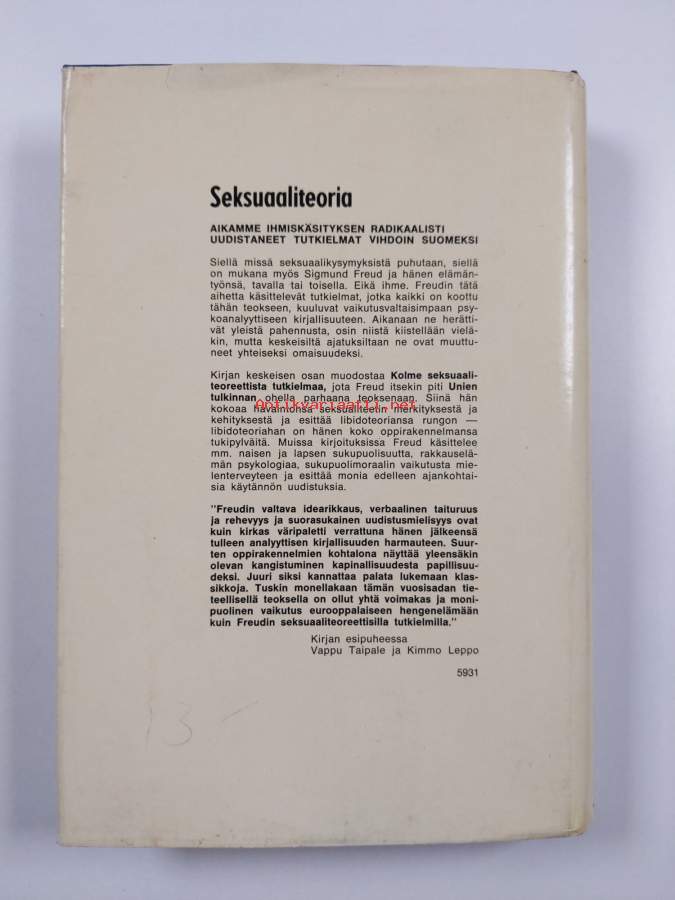 Seksuaaliteoria
AIKAMME IHMISKÄSITYKSEN RADIKAALISTI
UUDISTANEET TUTKIELMAT VIHDOIN SUOMEKSI
Siellä missä seksuaalikysymyksistä puhutaan, siellä
on mukana myös Sigmund Freud ja hänen elämän-
työnsä, tavalla tai toisella. Eikä ihme. Freudin tätä
aihetta käsittelevät tutkielmat, jotka kaikki on koottu
tähän teokseen, kuuluvat vaikutusvaltaisimpaan psy-
koanalyyttiseen kirjallisuuteen. Aikanaan ne herätti-
vät yleistä pahennusta, osin niistä kiistellään vielä-
kin, mutta keskeisiltä ajatuksiltaan ne ovat muuttu-
neet yhteiseksi omaisuudeksi.
Kirjan keskeisen osan muodostaa Kolme seksuaali-
teoreettista tutkielmaa, jota Freud itsekin piti Unien
tulkinnan ohella parhaana teoksenaan. Siinä hän
Antikvariaatti.net
kokoaa havaintonsa seksualiteetin merkityksestä ja
kehityksestä ja esittää libidoteoriansa rungon —
libidoteoriahan on hänen koko oppirakennelmansa
tukipylväitä. Muissa kirjoituksissa Freud käsittelee
mm. naisen ja lapsen sukupuolisuutta, rakkauselä-
män psykologiaa, sukupuolimoraalin vaikutusta mie-
lenterveyteen ja esittää monia edelleen ajankohtai-
sia käytännön uudistuksia.
"Freudin valtava idearikkaus, verbaalinen taituruus
ja rehevyys ja suorasukainen uudistusmielisyys ovat
kuin kirkas väripaletti verrattuna hänen jälkeensä
tulleen analyyttisen kirjallisuuden harmauteen. Suur-
ten oppirakennelmien kohtalona näyttää yleensäkin
olevan kangistuminen kapinallisuudesta papillisuu-
deksi. Juuri siksi kannattaa palata lukemaan klas-
sikkoja. Tuskin monellakaan tämän vuosisadan tie-
teellisellä teoksella on ollut yhtä voimakas ja moni-
puolinen vaikutus eurooppalaiseen hengenelämään
kuin Freudin seksuaaliteoreettisilla tutkielmilla."
Kirjan esipuheessa
Vappu Taipale ja Kimmo Leppo
5931
13-